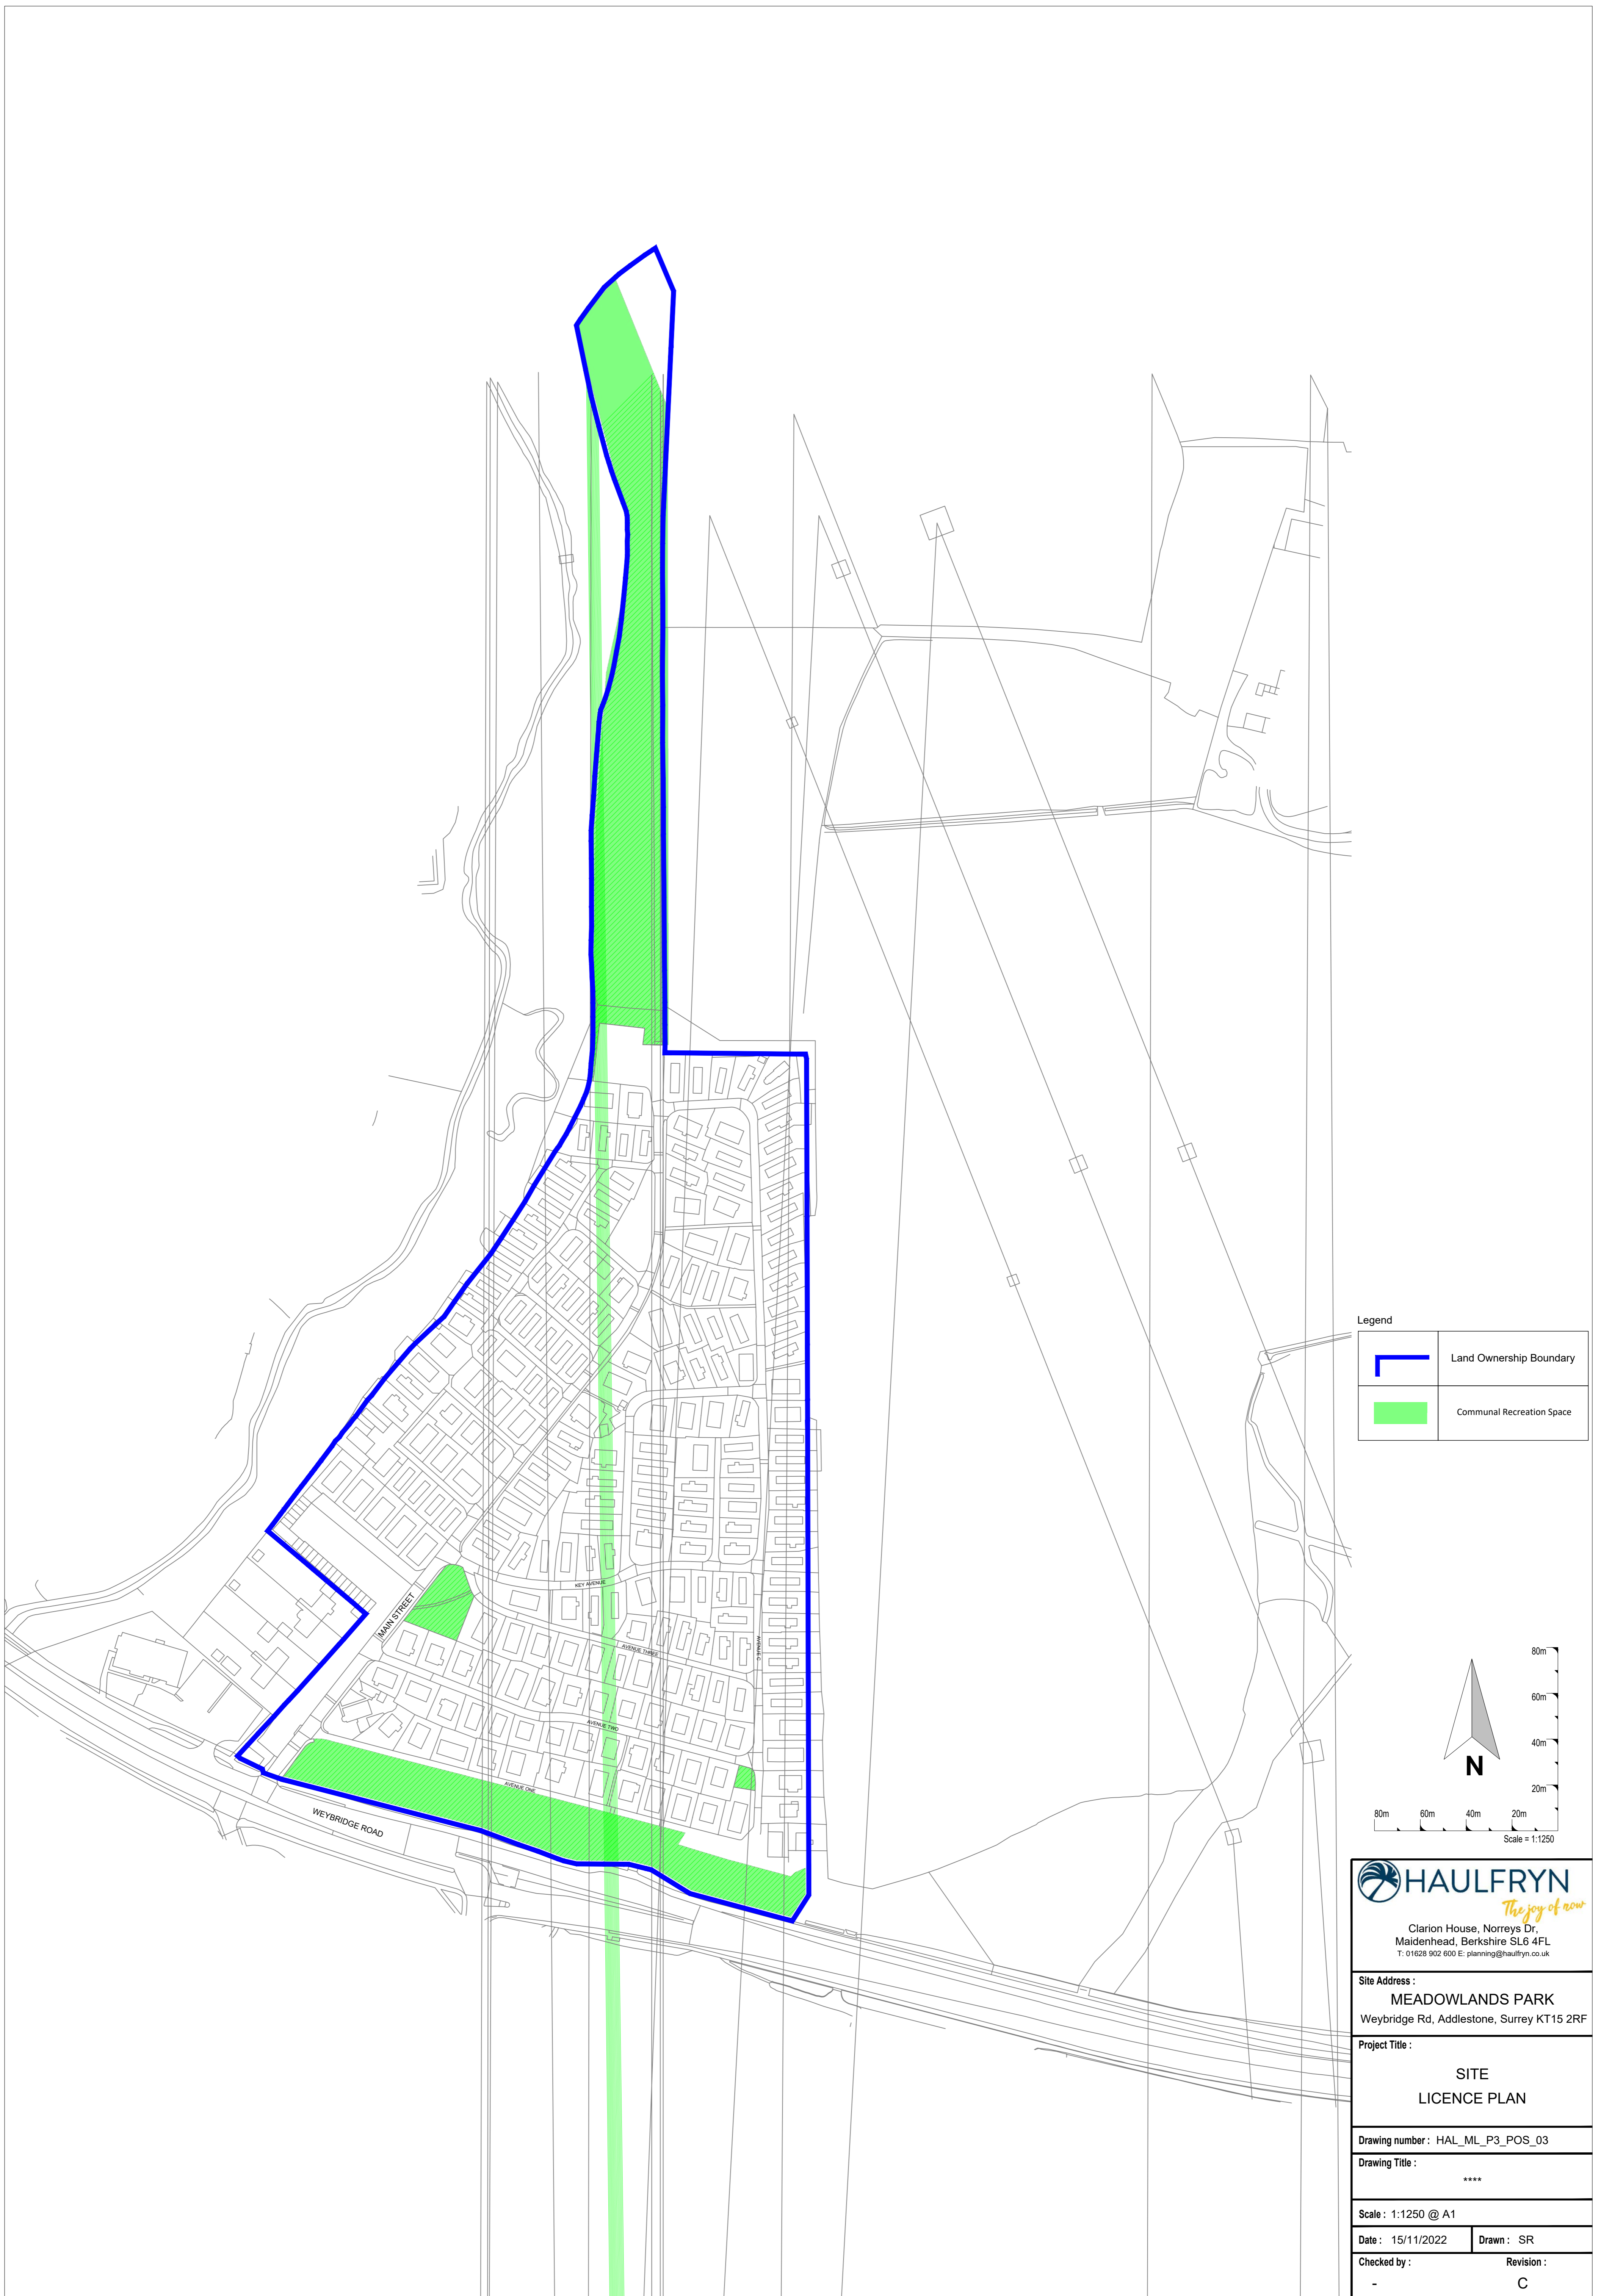 KEY AVENUE
MAIN STREET
AVENUE THREE
AVENUE C
AVENUE TWO
AVENUE ONE
WEYBRIDGE ROAD
Legend
Land Ownership Boundary
Communal Recreation Space
80m
60m
40m
20m
N
80m 60m 40m 20m
Scale = 1:1250
HAULFRYN
The joy of now
Clarion House, Norreys Dr,
Maidenhead, Berkshire SL6 4FL
T: 01628 902 600 E: planning@haulfryn.co.uk
Site Address :
MEADOWLANDS PARK
Weybridge Rd, Addlestone, Surrey KT15 2RF
Project Title :
SITE
LICENCE PLAN
Drawing number : HAL_ML_P3_POS_03
Drawing Title :
****
Scale : 1:1250 @ A1
Date : 15/11/2022 Drawn : SR
Checked by : Revision :
- C